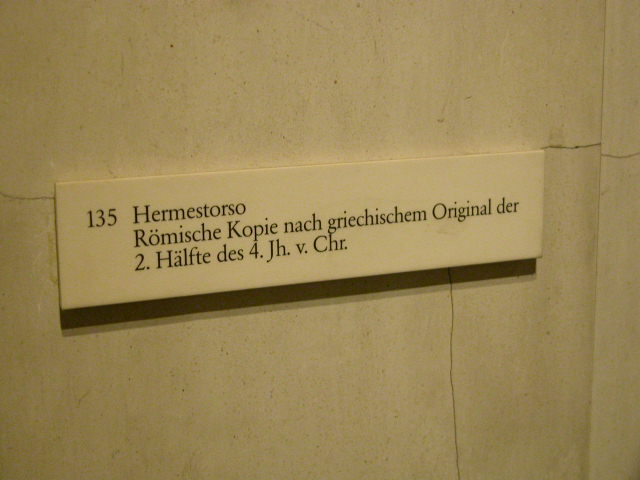 135 Hermestorso
Römische Kopie nach griechischem Original der
2. Hälfte des 4. Jh. v. Chr.